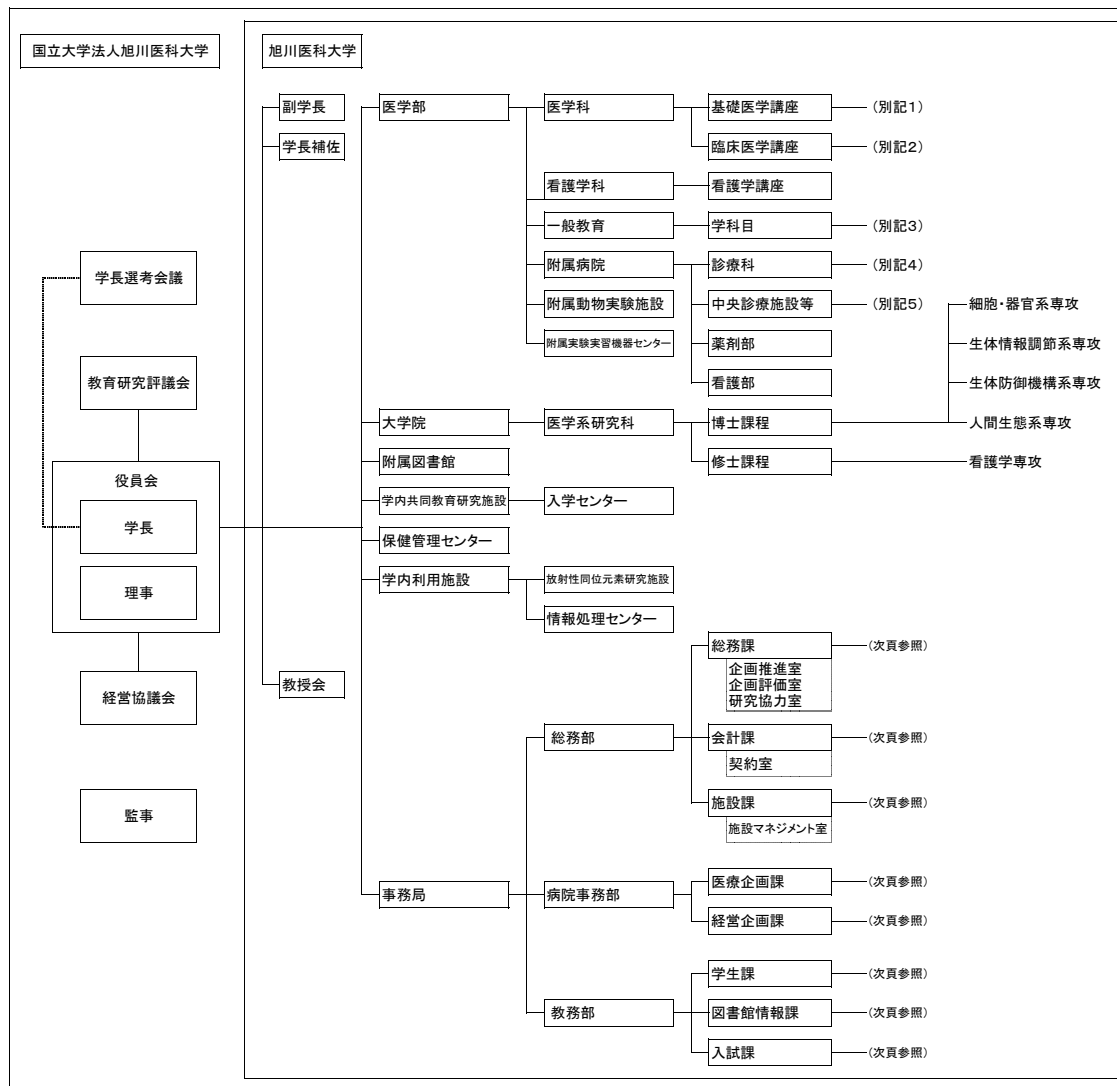 国立大学法人旭川医科大学
旭川医科大学
副学長
医学部
医学科
基礎医学講座
(別記1)
学長補佐
臨床医学講座
(別記2)
看護学科
看護学講座
一般教育
学科目
(別記3)
学長選考会議
附属病院
診療科
(別記4)
附属動物実験施設
中央診療施設等
(別記5)
細胞・器官系専攻
附属実験実習機器センター
薬剤部
生体情報調節系専攻
教育研究評議会
看護部
生体防御機構系専攻
大学院
医学系研究科
博士課程
人間生態系専攻
役員会
附属図書館
修士課程
看護学専攻
学長
学内共同教育研究施設
入学センター
保健管理センター
理事
学内利用施設
放射性同位元素研究施設
情報処理センター
総務課
(次頁参照)
企画推進室
企画評価室
研究協力室
経営協議会
教授会
総務部
会計課
(次頁参照)
契約室
監事
施設課
(次頁参照)
施設マネジメント室
事務局
病院事務部
医療企画課
(次頁参照)
経営企画課
(次頁参照)
学生課
(次頁参照)
教務部
図書館情報課
(次頁参照)
入試課
(次頁参照)